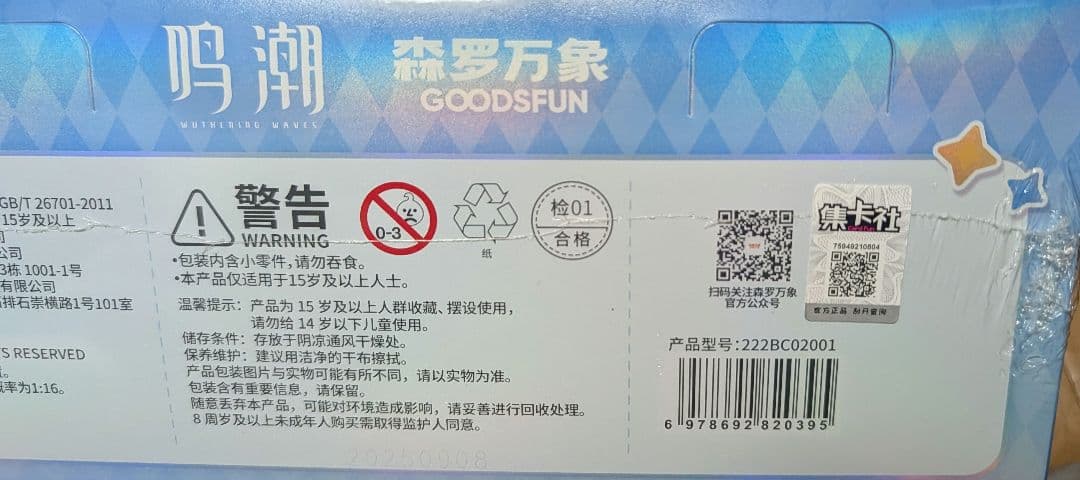 鸣潮
WUTHERING WAVES
森罗万象
GOODSFUN
GB/T 26701-2011
15岁及以上
司
公司
3栋 1001-1号
有限公司
排石崇横路1号101室
TS RESERVED
率为1:16。
警告
WARNING
0-3
纸
检01
合格
•包装内含小零件,请勿吞食。
•本产品仅适用于15岁及以上人士。
温馨提示：产品为 15 岁及以上人群收藏、摆设使用，
请勿给 14 岁以下儿童使用。
储存条件：存放于阴凉通风干燥处。
保养维护：建议用洁净的干布擦拭。
产品包装图片与实物可能有所不同，请以实物为准。
包装含有重要信息，请保留。
随意丢弃本产品，可能对环境造成影响，请妥善进行回收处理。
8 周岁及以上未成年人购买需取得监护人同意。
20250908
扫码关注森罗万象
官方公众号
集卡社
Card Fun
75949210804
官方正品 刮开查询
产品型号：222BC02001
6 978692 820395